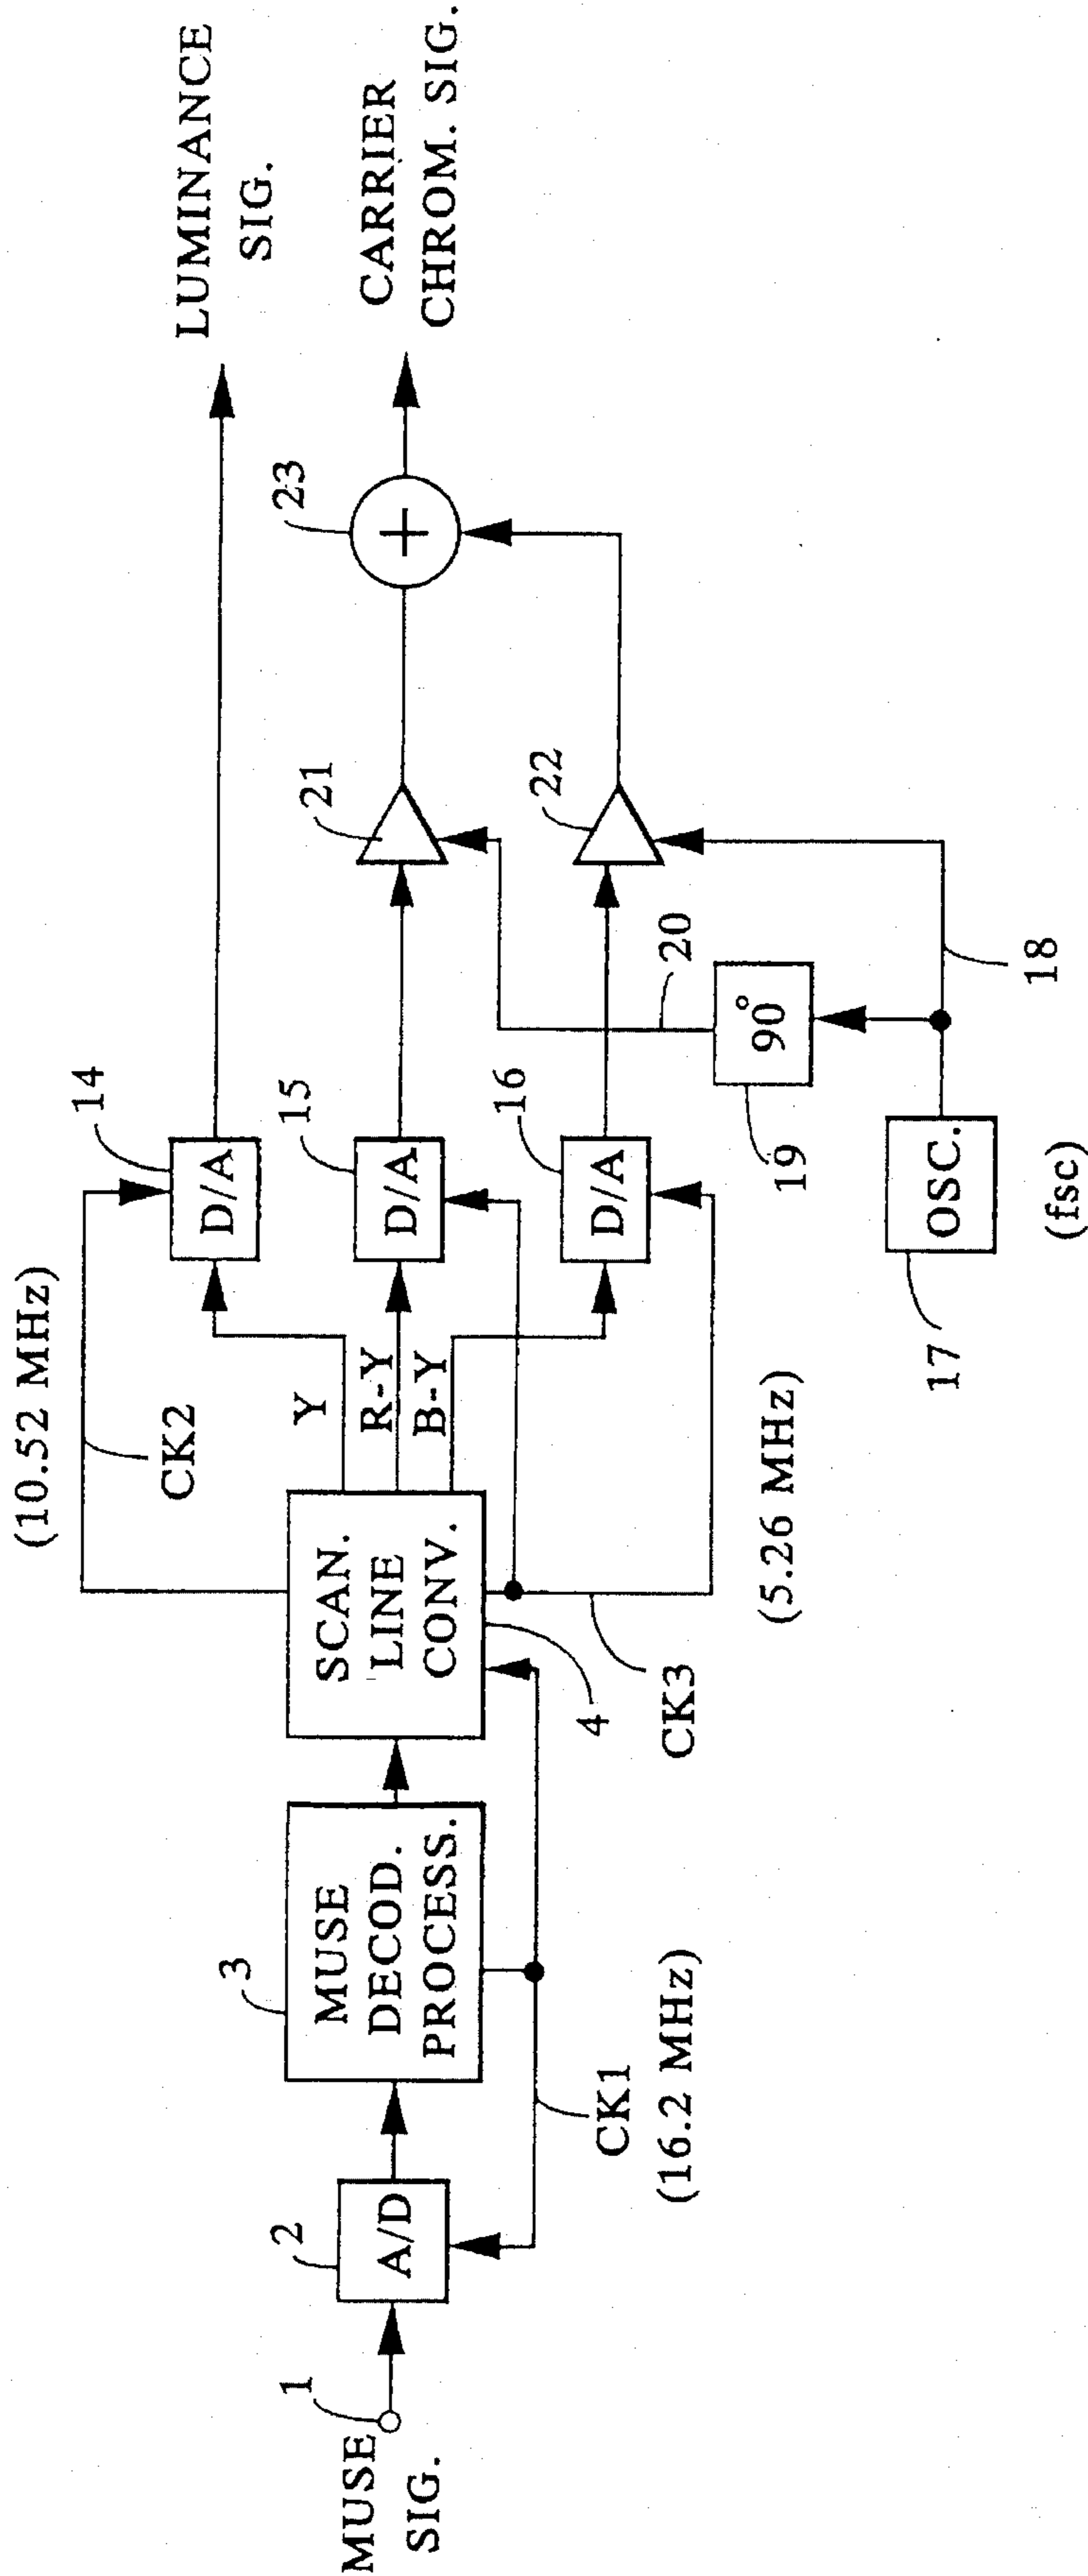 MUSE
SIG.
1
2
A/D
3
MUSE
DECOD.
PROCESS.
CK1
(16.2 MHz)
SCAN.
LINE
CONV.
4
CK3
(5.26 MHz)
(10.52 MHz)
CK2
Y
R-Y
B-Y
14
D/A
15
D/A
16
D/A
17
OSC.
(fsc)
18
19
90°
20
21
22
23
LUMINANCE
SIG.
CARRIER
CHROM. SIG.